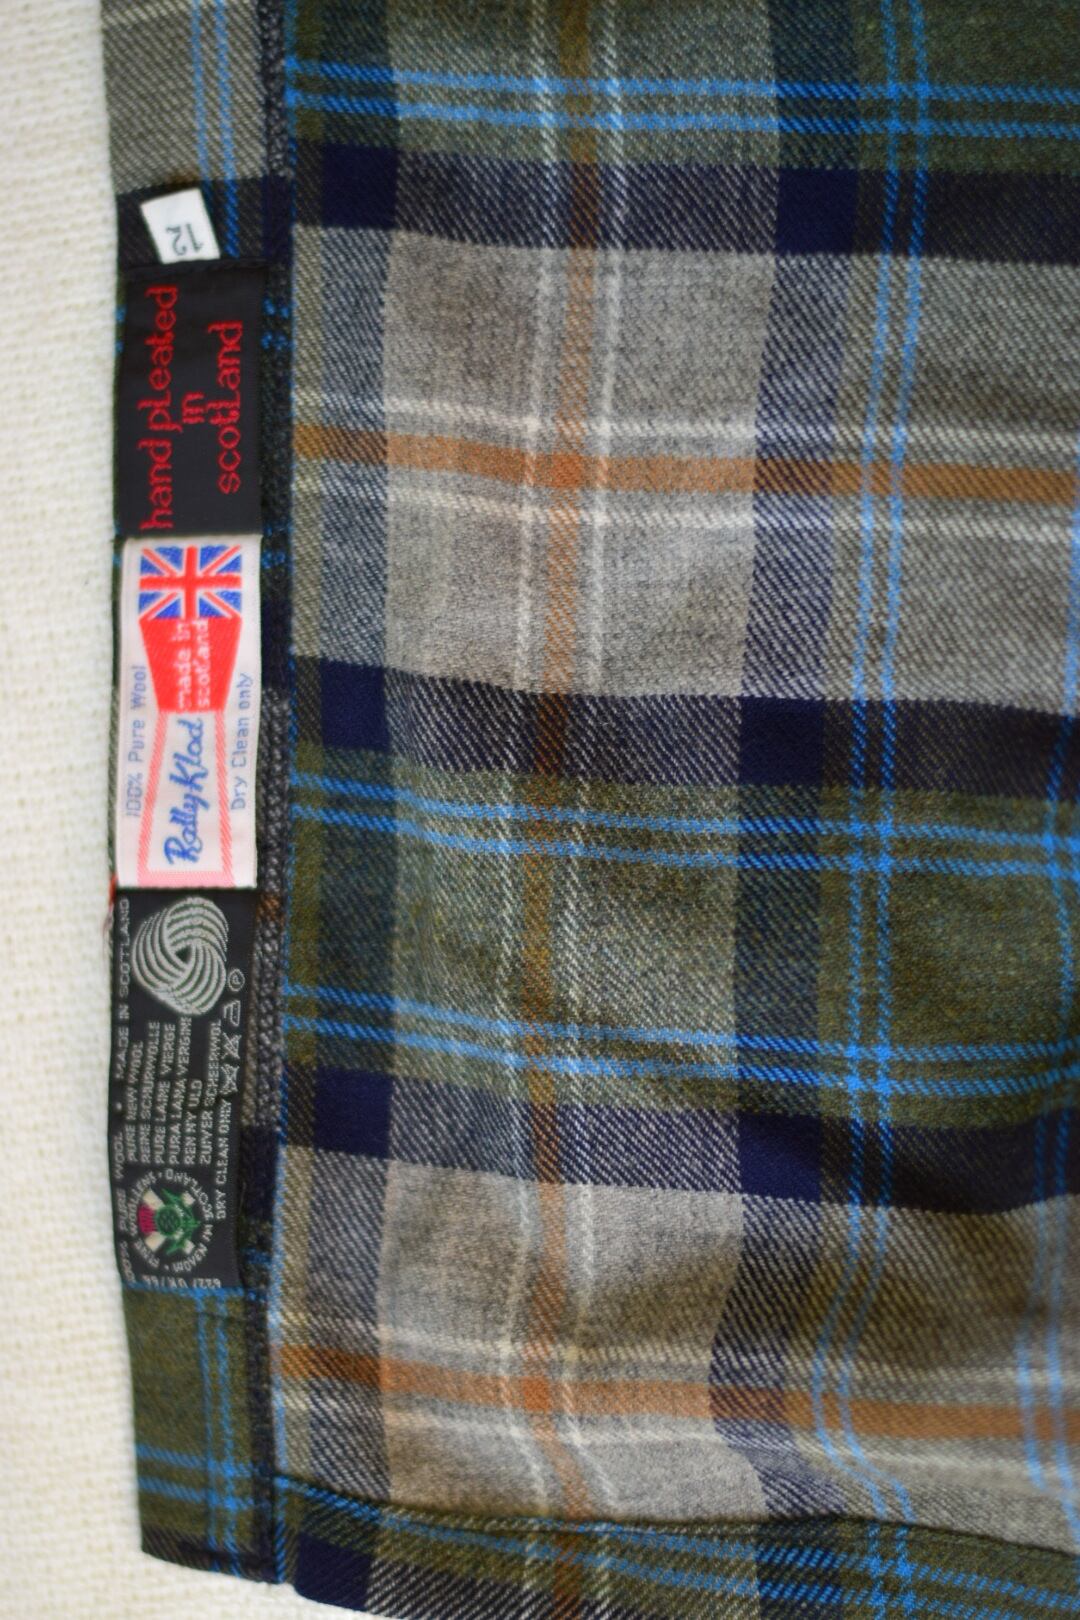 12
hand pleated
in
scotland
100% Pure Wool
made in
scotland
Rally Klad
Dry Clean only
PURE WOOL • MADE IN SCOTLAND
PURE NEW WOOL
REINE SCHURWOLLE
PURE LAINE VIERGE
PURA LANA VERGINE
REN NY ULD
ZUIVER SCHEERWOL
DRY CLEAN ONLY
P
WOVEN IN SCOTLAND